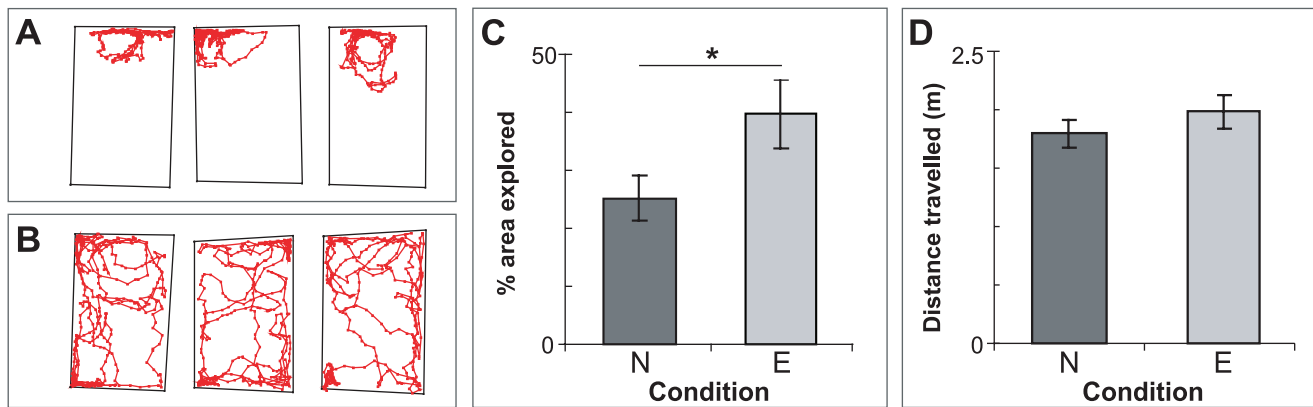 A
B
C
50
*
% area explored
0
N
E
Condition
D
2.5
Distance travelled (m)
0
N
E
Condition